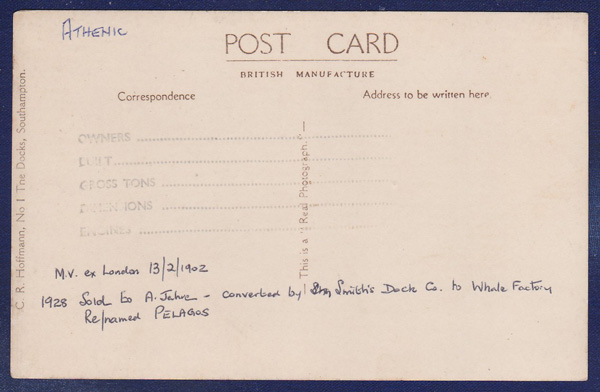 ATHENIC
POST CARD
BRITISH MANUFACTURE
Correspondence
Address to be written here.
OWNERS
BUILT
GROSS TONS
DIMENSIONS
ENGINES
This is a "Real Photograph."
C. R. Hoffmann, No 1 The Docks, Southampton.
M.V. ex London 13/2/1902
1928 Sold to A. Jahre - converted by Smith's Dock Co. to Whale Factory
Re/named PELAGOS